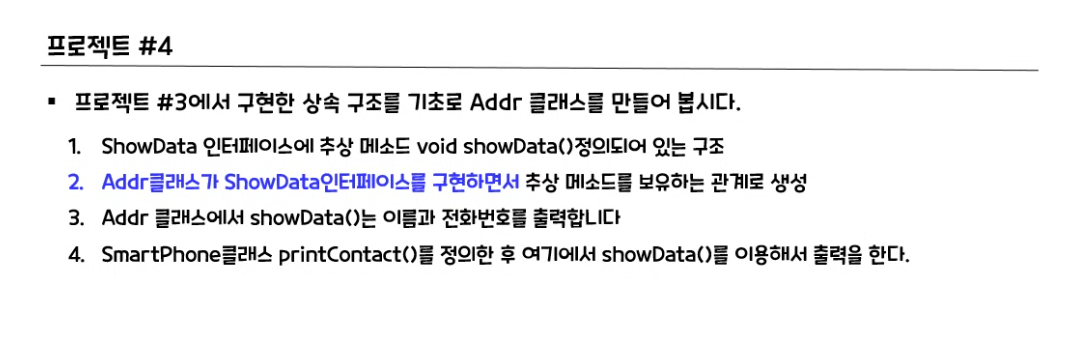 프로젝트 #4
▪ 프로젝트 #3에서 구현한 상속 구조를 기초로 Addr 클래스를 만들어 봅시다.
1. ShowData 인터페이스에 추상 메소드 void showData()정의되어 있는 구조
2. Addr클래스가 ShowData인터페이스를 구현하면서 추상 메소드를 보유하는 관계로 생성
3. Addr 클래스에서 showData()는 이름과 전화번호를 출력합니다
4. SmartPhone클래스 printContact()를 정의한 후 여기에서 showData()를 이용해서 출력을 한다.